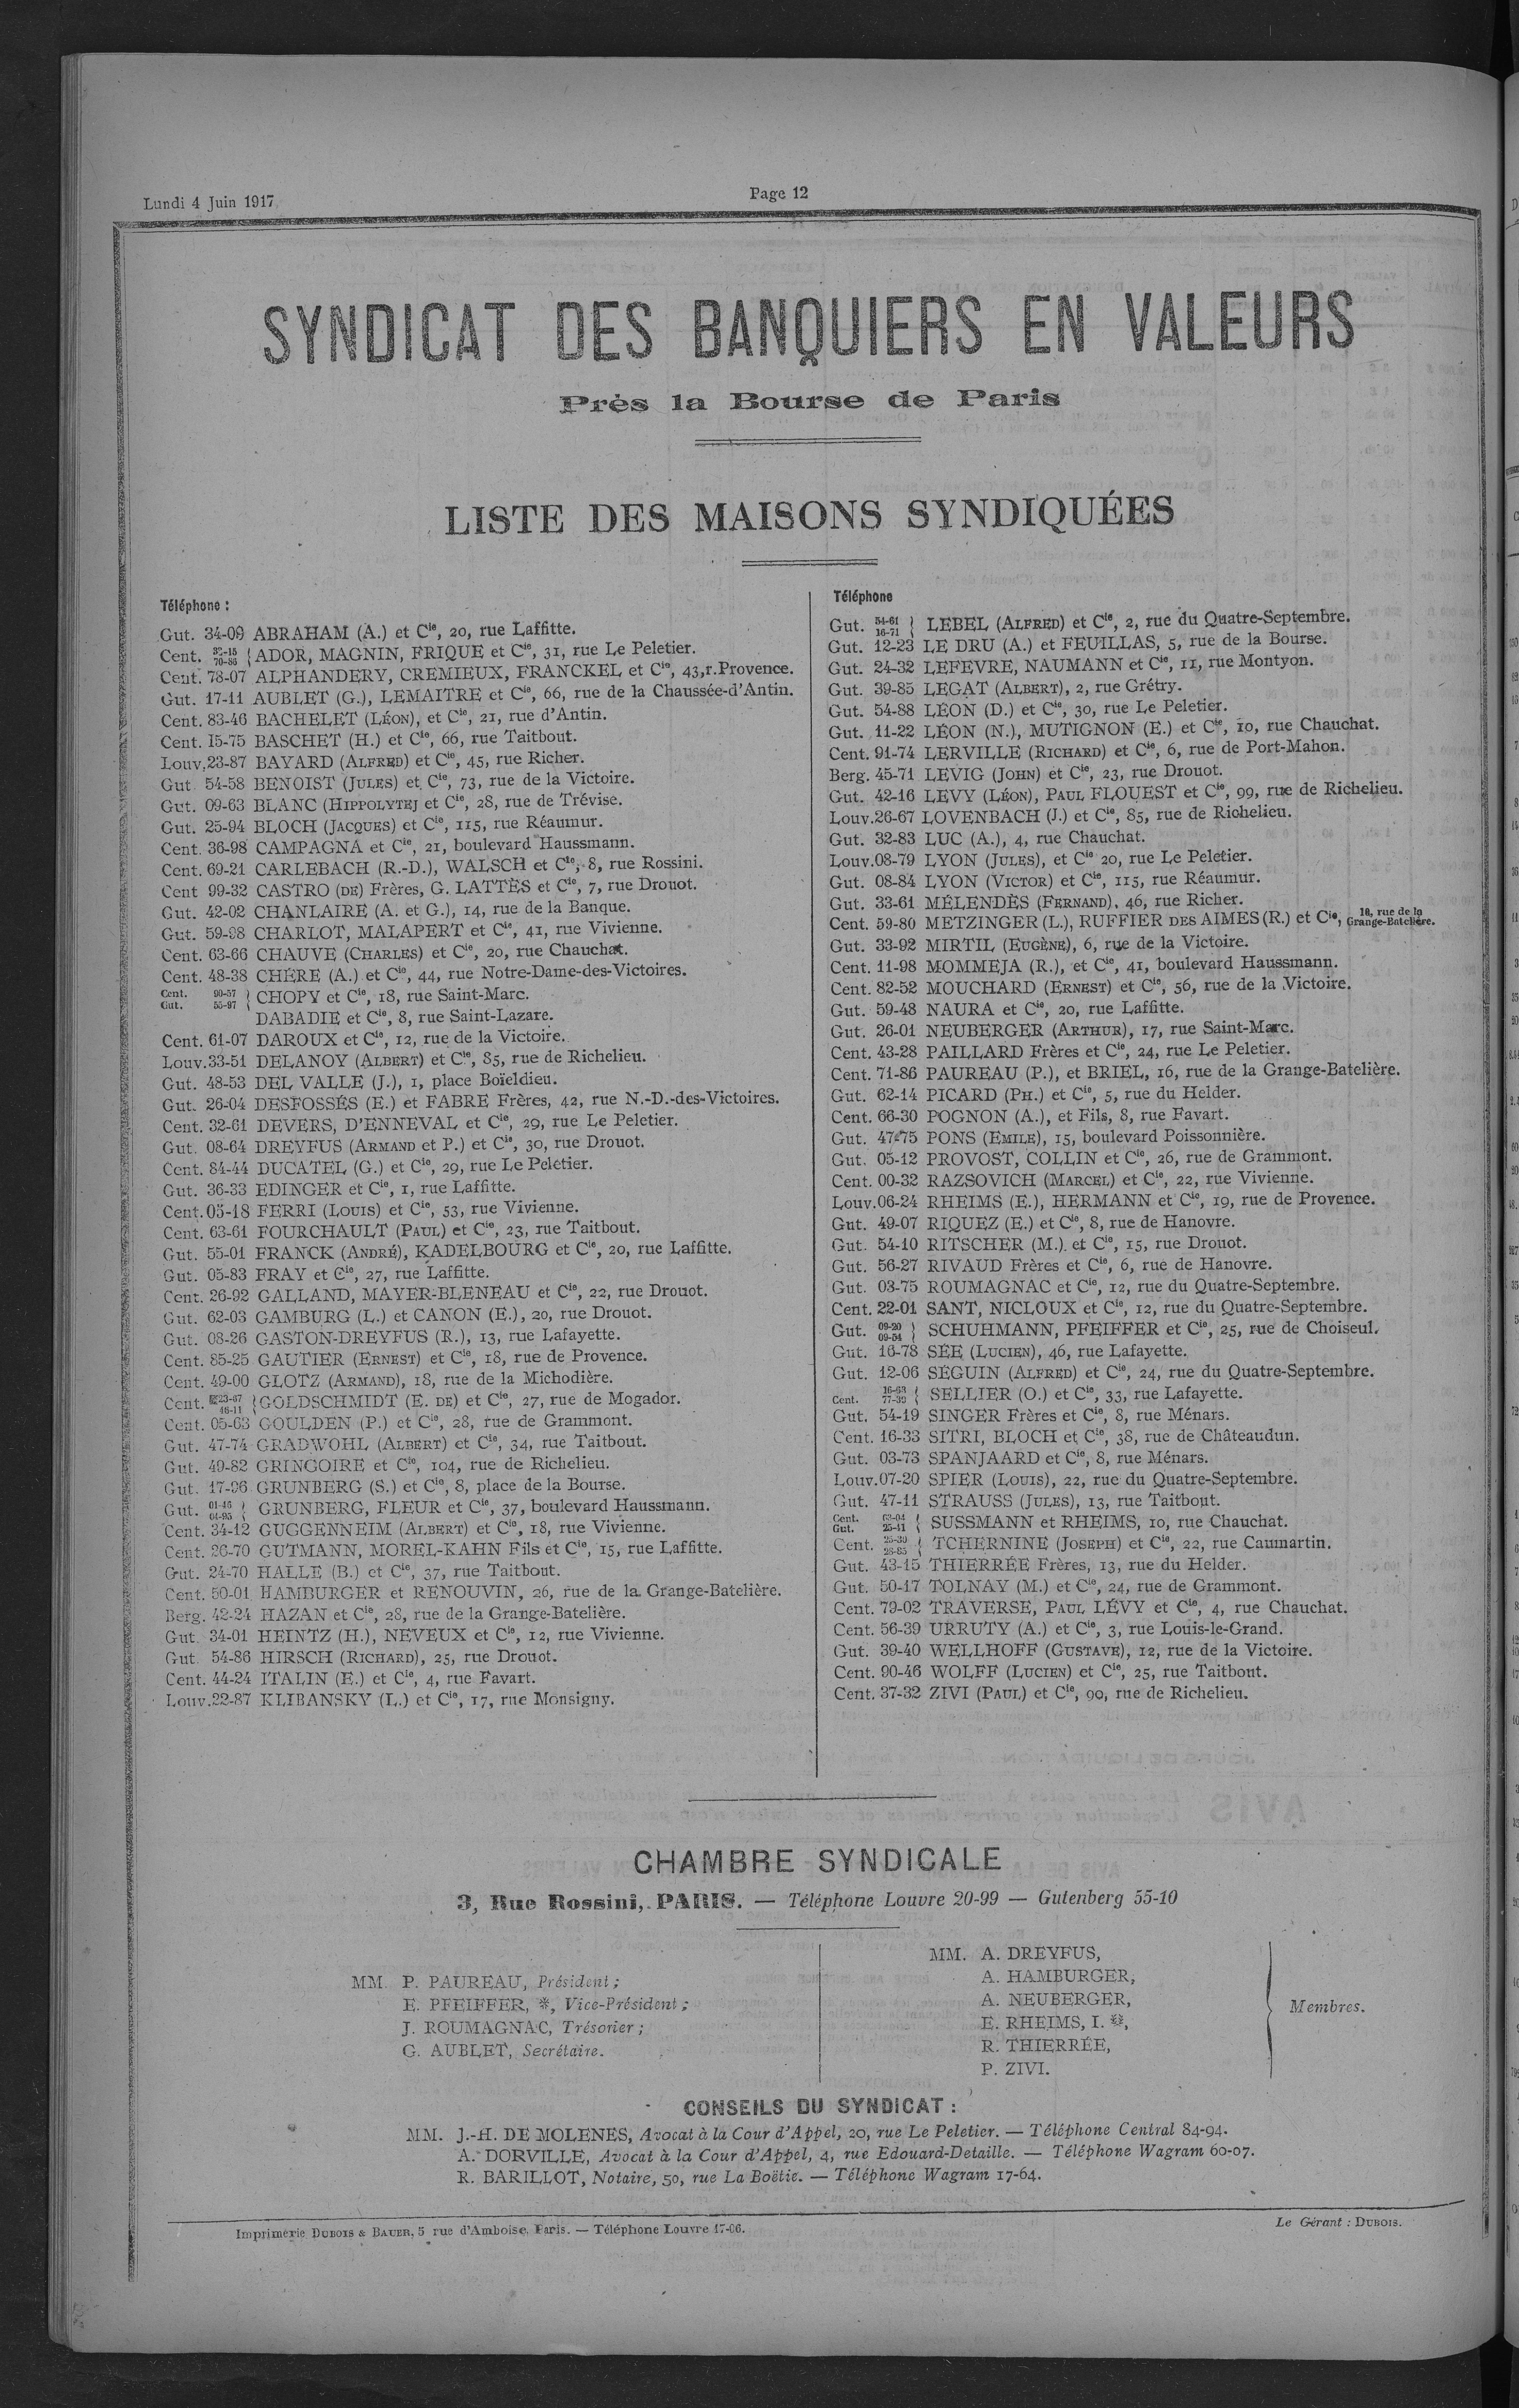 Lundi 4 Juin 1917
Page 12
SYNDICAT DES BANQUIERS EN VALEURS
Près la Bourse de Paris
LISTE DES MAISONS SYNDIQUÉES
Téléphone :
Gut. 34-09 ABRAHAM (A.) et Cie, 20, rue Laffitte.
Cent. 70-86 { ADOR, MAGNIN, FRIQUE et Cie, 31, rue Le Peletier.
Cent. 78-07 ALPHANDERY, CREMIEUX, FRANCKEL et Cie, 43,r.Provence.
Gut. 17-11 AUBLET (G.), LEMAITRE et Cie, 66, rue de la Chaussée-d'Antin.
Cent. 83-46 BACHELET (LÉON), et Cie, 21, rue d'Antin.
Cent. 15-75 BASCHET (H.) et Cie, 66, rue Taitbout.
Louv.23-87 BAYARD (ALFRED) et Cie, 45, rue Richer.
Gut. 54-58 BENOIST (JULES) et Cie, 73, rue de la Victoire.
Gut. 09-63 BLANC (HIPPOLYTE] et Cie, 28, rue de Trévise.
Gut. 25-94 BLOCH (JACQUES) et Cie, 115, rue Réaumur.
Cent. 36-98 CAMPAGNA et Cie, 21, boulevard Haussmann.
Cent. 69-21 CARLEBACH (R.-D.), WALSCH et Cie, 8, rue Rossini.
Cent 99-32 CASTRO (DE) Frères, G. LATTÈS et Cie, 7, rue Drouot.
Gut. 42-02 CHANLAIRE (A. et G.), 14, rue de la Banque.
Gut. 59-98 CHARLOT, MALAPERT et Cie, 41, rue Vivienne.
Cent. 63-66 CHAUVE (CHARLES) et Cie, 20, rue Chauchat.
Cent. 48-38 CHÉRE (A.) et Cie, 44, rue Notre-Dame-des-Victoires.
Cent. 90-57 Gut. 55-97 } CHOPY et Cie, 18, rue Saint-Marc.
DABADIE et Cie, 8, rue Saint-Lazare.
Cent. 61-07 DAROUX et Cie, 12, rue de la Victoire.
Louv.33-51 DELANOY (ALBERT) et Cie, 85, rue de Richelieu.
Gut. 48-53 DEL VALLE (J.), 1, place Boïeldieu.
Gut. 26-04 DESFOSSÉS (E.) et FABRE Frères, 42, rue N.-D.-des-Victoires.
Cent. 32-61 DEVERS, D'ENNEVAL et Cie, 29, rue Le Peletier.
Gut. 08-64 DREYFUS (ARMAND et P.) et Cie, 30, rue Drouot.
Cent. 84-44 DUCATEL (G.) et Cie, 29, rue Le Peletier.
Gut. 36-33 EDINGER et Cie, 1, rue Laffitte.
Cent. 05-18 FERRI (LOUIS) et Cie, 53, rue Vivienne.
Cent. 63-61 FOURCHAULT (PAUL) et Cie, 23, rue Taitbout.
Gut. 55-01 FRANCK (ANDRÉ), KADELBOURG et Cie, 20, rue Laffitte.
Gut. 05-83 FRAY et Cie, 27, rue Laffitte.
Cent. 26-92 GALLAND, MAYER-BLENEAU et Cie, 22, rue Drouot.
Gut. 62-03 GAMBURG (L.) et CANON (E.), 20, rue Drouot.
Gut. 08-26 GASTON-DREYFUS (R.), 13, rue Lafayette.
Cent. 85-25 GAUTIER (ERNEST) et Cie, 18, rue de Provence.
Cent. 49-00 GLOTZ (ARMAND), 18, rue de la Michodière.
Cent. 23-67 46-11 { GOLDSCHMIDT (E. DE) et Cie, 27, rue de Mogador.
Cent. 05-63 GOULDEN (P.) et Cie, 28, rue de Grammont.
Gut. 47-74 GRADWOHL (ALBERT) et Cie, 34, rue Taitbout.
Gut. 49-82 GRINGOIRE et Cie, 104, rue de Richelieu.
Gut. 17-96 GRUNBERG (S.) et Cie, 8, place de la Bourse.
Gut. 01-46 04-95 { GRUNBERG, FLEUR et Cie, 37, boulevard Haussmann.
Cent. 34-12 GUGGENNEIM (ALBERT) et Cie, 18, rue Vivienne.
Cent. 26-70 GUTMANN, MOREL-KAHN Fils et Cie, 15, rue Laffitte.
Gut. 24-70 HALLE (B.) et Cie, 37, rue Taitbout.
Cent. 50-01 HAMBURGER et RENOUVIN, 26, rue de la Grange-Batelière.
Berg. 42-24 HAZAN et Cie, 28, rue de la Grange-Batelière.
Gut. 34-01 HEINTZ (H.), NEVEUX et Cie, 12, rue Vivienne.
Gut. 54-86 HIRSCH (RICHARD), 25, rue Drouot.
Cent. 44-24 ITALIN (E.) et Cie, 4, rue Favart.
Louv.22-87 KLIBANSKY (L.) et Cie, 17, rue Monsigny.
Téléphone
Gut. 54-61 16-71 } LEBEL (ALFRED) et Cie, 2, rue du Quatre-Septembre.
Gut. 12-23 LE DRU (A.) et FEUILLAS, 5, rue de la Bourse.
Gut. 24-32 LEFEVRE, NAUMANN et Cie, 11, rue Montyon.
Gut. 39-85 LEGAT (ALBERT), 2, rue Grétry.
Gut. 54-88 LÉON (D.) et Cie, 30, rue Le Peletier.
Gut. 11-22 LÉON (N.), MUTIGNON (E.) et Cie, 10, rue Chauchat.
Cent. 91-74 LERVILLE (RICHARD) et Cie, 6, rue de Port-Mahon.
Berg. 45-71 LEVIG (JOHN) et Cie, 23, rue Drouot.
Gut. 42-16 LEVY (LÉON), PAUL FLOUEST et Cie, 99, rue de Richelieu.
Louv.26-67 LOVENBACH (J.) et Cie, 85, rue de Richelieu.
Gut. 32-83 LUC (A.), 4, rue Chauchat.
Louv.08-79 LYON (JULES), et Cie 20, rue Le Peletier.
Gut. 08-84 LYON (VICTOR) et Cie, 115, rue Réaumur.
Gut. 33-61 MÉLENDÈS (FERNAND), 46, rue Richer.
Cent. 59-80 METZINGER (L.), RUFFIER DES AIMES (R.) et Cie, 18, rue de la Grange-Batelière.
Gut. 33-92 MIRTIL (EUGÈNE), 6, rue de la Victoire.
Cent. 11-98 MOMMEJA (R.), et Cie, 41, boulevard Haussmann.
Cent. 82-52 MOUCHARD (ERNEST) et Cie, 56, rue de la Victoire.
Gut. 59-48 NAURA et Cie, 20, rue Laffitte.
Gut. 26-01 NEUBERGER (ARTHUR), 17, rue Saint-Marc.
Cent. 43-28 PAILLARD Frères et Cie, 24, rue Le Peletier.
Cent. 71-86 PAUREAU (P.), et BRIEL, 16, rue de la Grange-Batelière.
Gut. 62-14 PICARD (PH.) et Cie, 5, rue du Helder.
Cent. 66-30 POGNON (A.), et Fils, 8, rue Favart.
Gut. 47-75 PONS (EMILE), 15, boulevard Poissonnière.
Gut. 05-12 PROVOST, COLLIN et Cie, 26, rue de Grammont.
Cent. 00-32 RAZSOVICH (MARCEL) et Cie, 22, rue Vivienne.
Louv.06-24 RHEIMS (E.), HERMANN et Cie, 19, rue de Provence.
Gut. 49-07 RIQUEZ (E.) et Cie, 8, rue de Hanovre.
Gut. 54-10 RITSCHER (M.) et Cie, 15, rue Drouot.
Gut. 56-27 RIVAUD Frères et Cie, 6, rue de Hanovre.
Gut. 03-75 ROUMAGNAC et Cie, 12, rue du Quatre-Septembre.
Cent. 22-01 SANT, NICLOUX et Cie, 12, rue du Quatre-Septembre.
Gut. 09-20 09-54 } SCHUHMANN, PFEIFFER et Cie, 25, rue de Choiseul.
Gut. 16-78 SÉE (LUCIEN), 46, rue Lafayette.
Gut. 12-06 SÉGUIN (ALFRED) et Cie, 24, rue du Quatre-Septembre.
Cent. 16-63 77-39 { SELLIER (O.) et Cie, 33, rue Lafayette.
Gut. 54-19 SINGER Frères et Cie, 8, rue Ménars.
Cent. 16-33 SITRI, BLOCH et Cie, 38, rue de Châteaudun.
Gut. 03-73 SPANJAARD et Cie, 8, rue Ménars.
Louv.07-20 SPIER (LOUIS), 22, rue du Quatre-Septembre.
Gut. 47-11 STRAUSS (JULES), 13, rue Taitbout.
Cent. 63-04 Gut. 25-41 { SUSSMANN et RHEIMS, 10, rue Chauchat.
Cent. 25-39 26-85 { TCHERNINE (JOSEPH) et Cie, 22, rue Caumartin.
Gut. 43-15 THIERRÉE Frères, 13, rue du Helder.
Gut. 50-17 TOLNAY (M.) et Cie, 24, rue de Grammont.
Cent. 79-02 TRAVERSE, PAUL LÉVY et Cie, 4, rue Chauchat.
Cent. 56-39 URRUTY (A.) et Cie, 3, rue Louis-le-Grand.
Gut. 39-40 WELLHOFF (GUSTAVE), 12, rue de la Victoire.
Cent. 90-46 WOLFF (LUCIEN) et Cie, 25, rue Taitbout.
Cent. 37-32 ZIVI (PAUL) et Cie, 90, rue de Richelieu.
CHAMBRE SYNDICALE
3, Rue Rossini, PARIS. — Téléphone Louvre 20-99 — Gutenberg 55-10
MM. P. PAUREAU, Président ;
E. PFEIFFER, ※, Vice-Président ;
J. ROUMAGNAC, Trésorier ;
G. AUBLET, Secrétaire.
MM. A. DREYFUS,
A. HAMBURGER,
A. NEUBERGER,
E. RHEIMS, I. ※,
R. THIERRÉE,
P. ZIVI.
Membres.
CONSEILS DU SYNDICAT :
MM. J.-H. DE MOLENES, Avocat à la Cour d'Appel, 20, rue Le Peletier. — Téléphone Central 84-94.
A. DORVILLE, Avocat à la Cour d'Appel, 4, rue Edouard-Detaille. — Téléphone Wagram 60-07.
R. BARILLOT, Notaire, 50, rue La Boëtie. — Téléphone Wagram 17-64.
Imprimerie DUBOIS & BAUER, 5 rue d'Amboise, Paris. — Téléphone Louvre 17-06.
Le Gérant : DUBOIS.